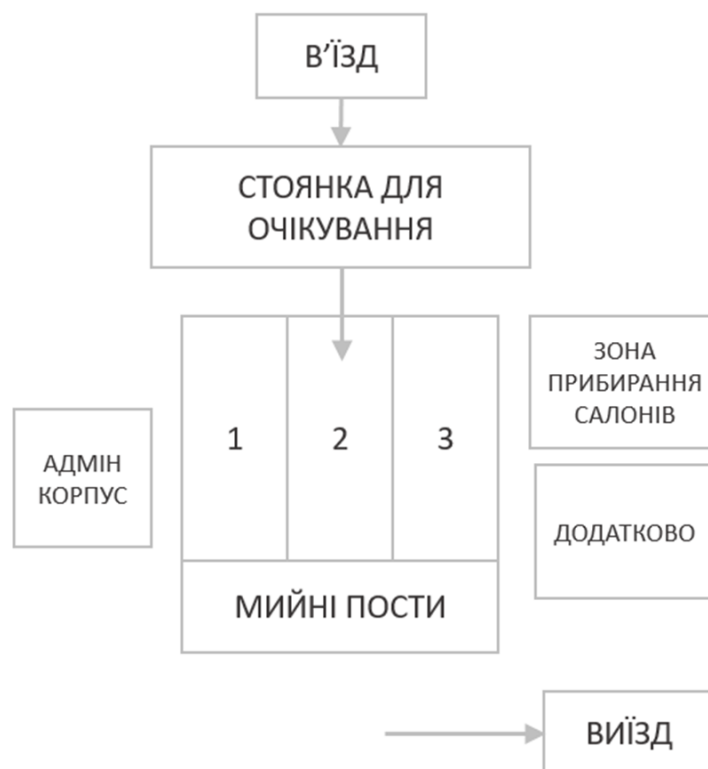 В’ЇЗД
СТОЯНКА ДЛЯ
ОЧІКУВАННЯ
1
2
3
ЗОНА
ПРИБИРАННЯ
САЛОНІВ
АДМІН
КОРПУС
ДОДАТКОВО
МИЙНІ ПОСТИ
ВИЇЗД